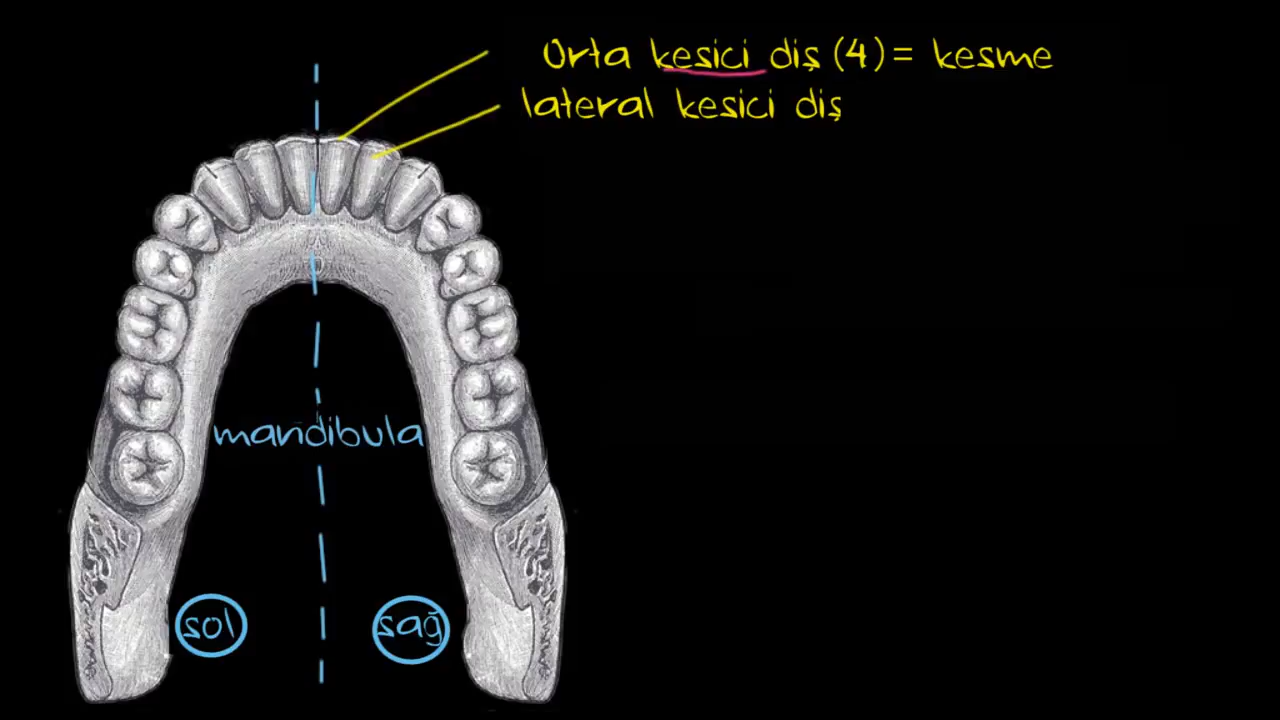 Orta kesici diş (4) = kesme
lateral kesici diş
mandibula
sol
sağ